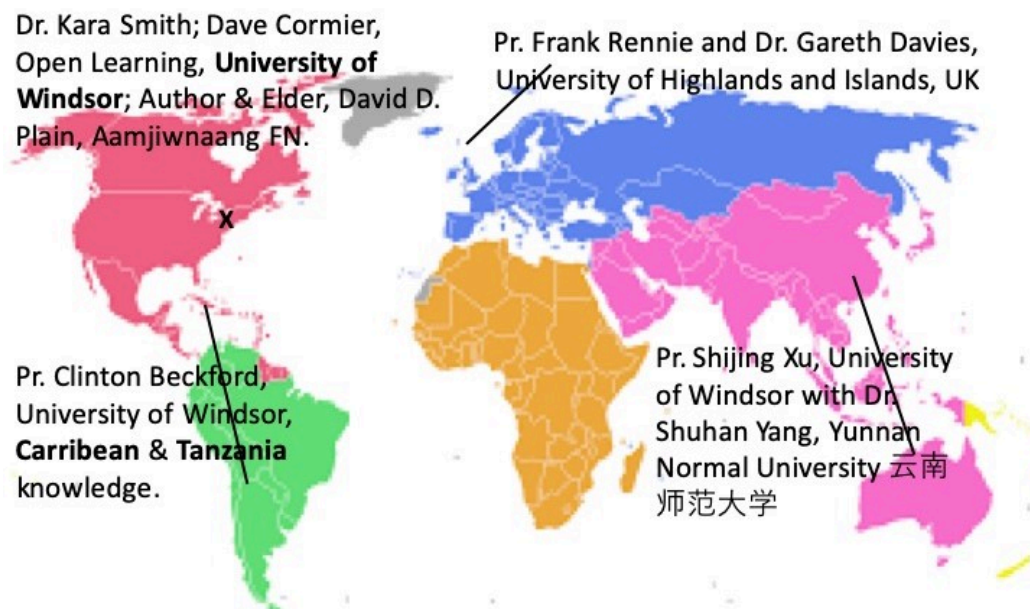 Dr. Kara Smith; Dave Cormier,
Open Learning, University of
Windsor; Author & Elder, David D.
Plain, Aamjiwnaang FN.
Pr. Frank Rennie and Dr. Gareth Davies,
University of Highlands and Islands, UK
X
Pr. Clinton Beckford,
University of Windsor,
Carribean & Tanzania
knowledge.
Pr. Shijing Xu, University
of Windsor with Dr.
Shuhan Yang, Yunnan
Normal University 云南
师范大学